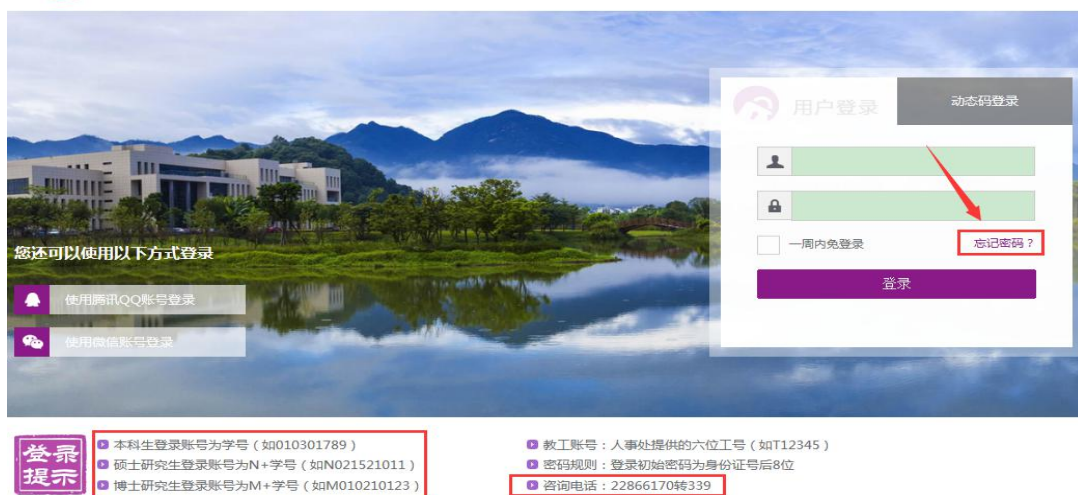 用户登录
动态码登录
一周内免登录
忘记密码？
登录
您还可以使用以下方式登录
使用腾讯QQ账号登录
使用微信账号登录
登录
提示
本科生登录账号为学号（如010301789）
硕士研究生登录账号为N+学号（如N021521011）
博士研究生登录账号为M+学号（如M010210123）
教工账号：人事处提供的六位工号（如T12345）
密码规则：登录初始密码为身份证号后8位
咨询电话：22866170转339